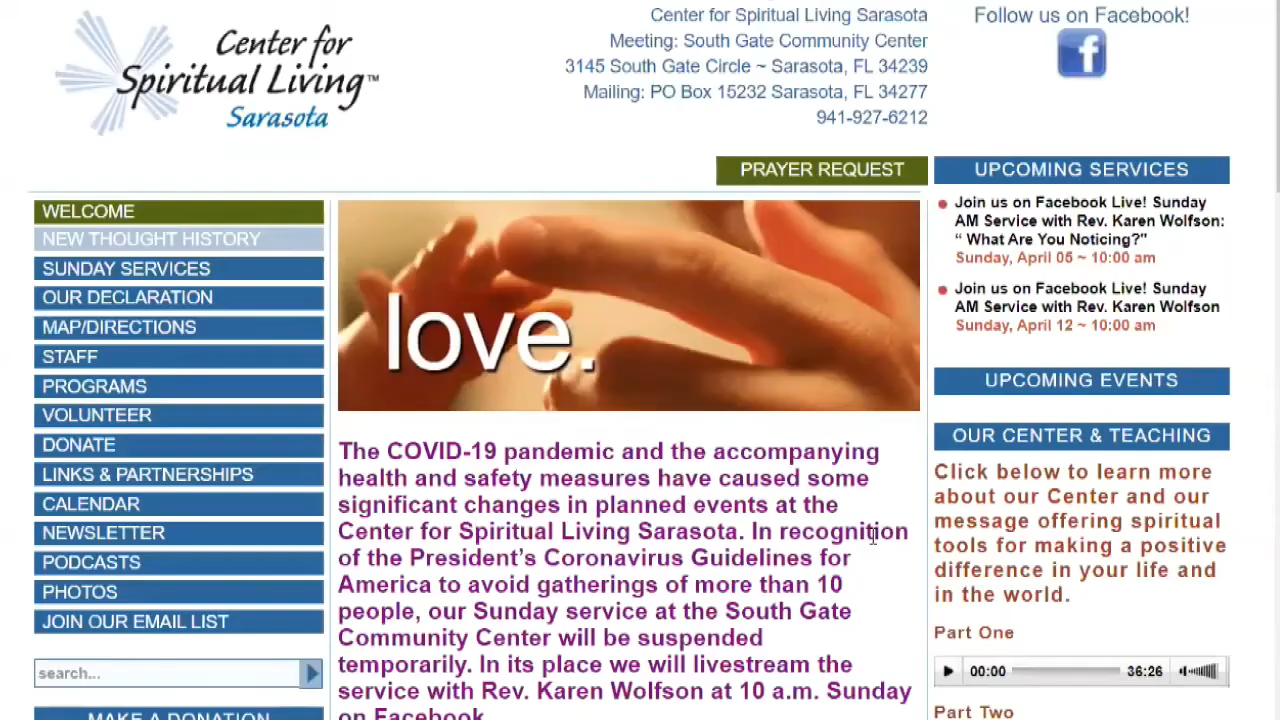 Center for
Spiritual Living™
Sarasota
Center for Spiritual Living Sarasota
Meeting: South Gate Community Center
3145 South Gate Circle ~ Sarasota, FL 34239
Mailing: PO Box 15232 Sarasota, FL 34277
941-927-6212
Follow us on Facebook!
f
PRAYER REQUEST
WELCOME
NEW THOUGHT HISTORY
SUNDAY SERVICES
OUR DECLARATION
MAP/DIRECTIONS
STAFF
PROGRAMS
VOLUNTEER
DONATE
LINKS & PARTNERSHIPS
CALENDAR
NEWSLETTER
PODCASTS
PHOTOS
JOIN OUR EMAIL LIST
search...
MAKE A DONATION
love.
The COVID-19 pandemic and the accompanying
health and safety measures have caused some
significant changes in planned events at the
Center for Spiritual Living Sarasota. In recognition
of the President’s Coronavirus Guidelines for
America to avoid gatherings of more than 10
people, our Sunday service at the South Gate
Community Center will be suspended
temporarily. In its place we will livestream the
service with Rev. Karen Wolfson at 10 a.m. Sunday
on Facebook
UPCOMING SERVICES
Join us on Facebook Live! Sunday
AM Service with Rev. Karen Wolfson:
“ What Are You Noticing?"
Sunday, April 05 ~ 10:00 am
Join us on Facebook Live! Sunday
AM Service with Rev. Karen Wolfson
Sunday, April 12 ~ 10:00 am
UPCOMING EVENTS
OUR CENTER & TEACHING
Click below to learn more
about our Center and our
message offering spiritual
tools for making a positive
difference in your life and
in the world.
Part One
00:00 36:26
Part Two